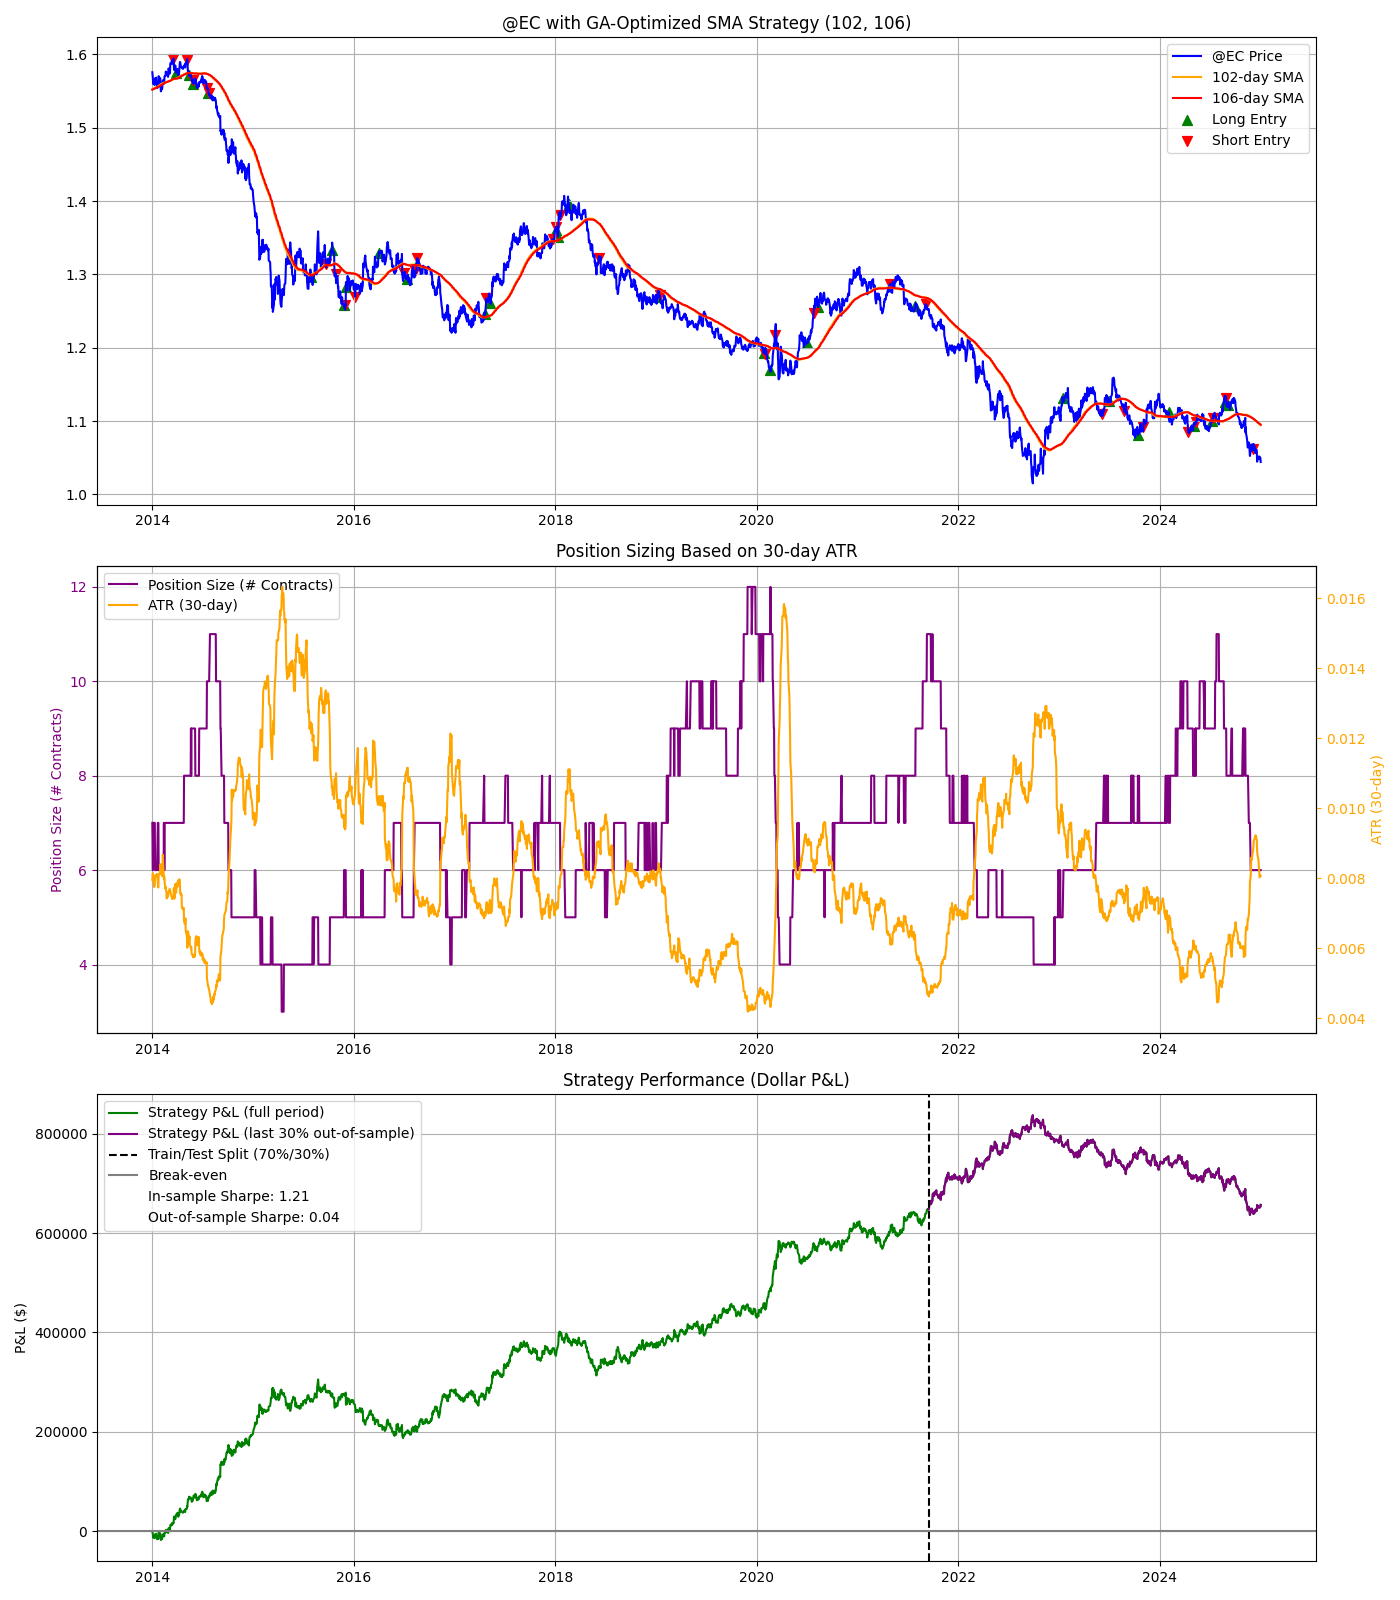 @EC with GA-Optimized SMA Strategy (102, 106)
1.6
1.5
1.4
1.3
1.2
1.1
1.0
@EC Price
102-day SMA
106-day SMA
Long Entry
Short Entry
2014 2016 2018 2020 2022 2024
Position Sizing Based on 30-day ATR
Position Size (# Contracts)
12
10
8
6
4
Position Size (# Contracts)
ATR (30-day)
0.016
0.014
0.012
0.010
0.008
0.006
0.004
ATR (30-day)
2014 2016 2018 2020 2022 2024
Strategy Performance (Dollar P&L)
P&L ($)
800000
600000
400000
200000
0
Strategy P&L (full period)
Strategy P&L (last 30% out-of-sample)
Train/Test Split (70%/30%)
Break-even
In-sample Sharpe: 1.21
Out-of-sample Sharpe: 0.04
2014 2016 2018 2020 2022 2024